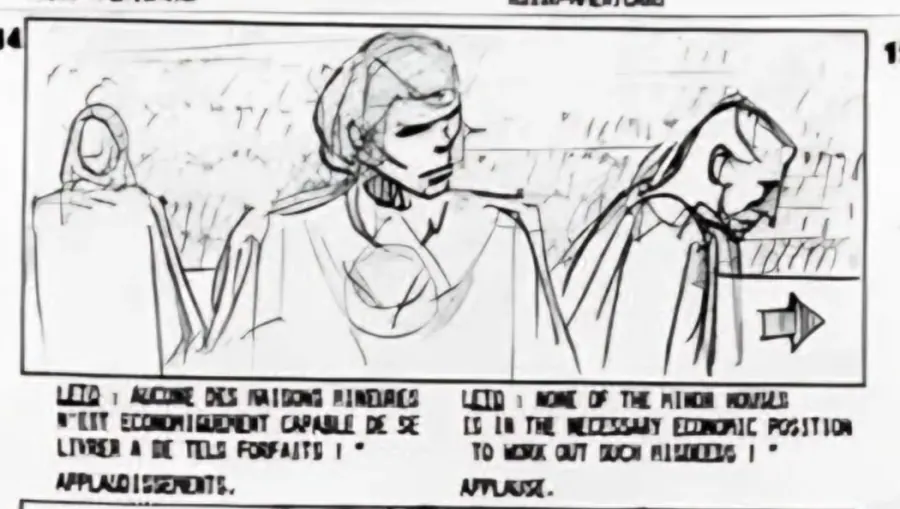 14
LETO : AUCUNE DES MAISONS MINEURES
N'EST ECONOMIQUEMENT CAPABLE DE SE
LIVRER A DE TELS FORFAITS ! "
APPLAUDISSEMENTS.
LETO : NONE OF THE MINOR HOUSES
IS IN THE NECESSARY ECONOMIC POSITION
TO WORK OUT SUCH MISDEEDS ! "
APPLAUSE.